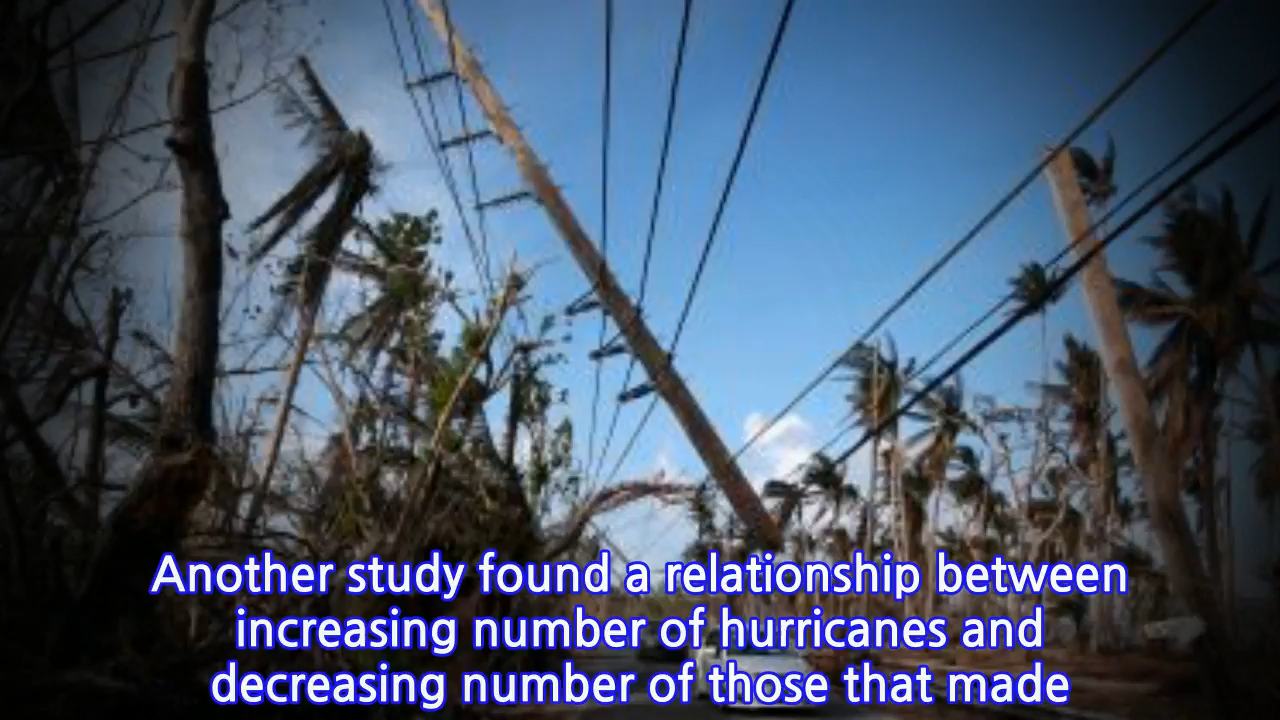 Another study found a relationship between
increasing number of hurricanes and
decreasing number of those that made